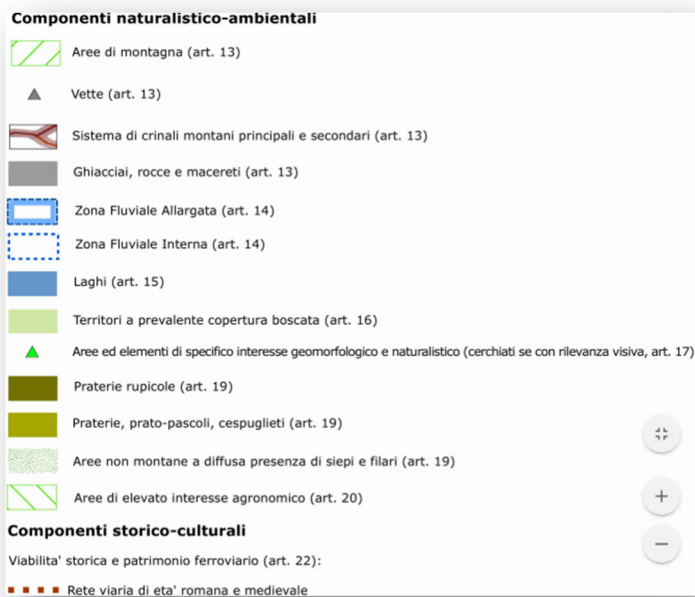 Componenti naturalistico-ambientali
Aree di montagna (art. 13)
Vette (art. 13)
Sistema di crinali montani principali e secondari (art. 13)
Ghiacciai, rocce e macereti (art. 13)
Zona Fluviale Allargata (art. 14)
Zona Fluviale Interna (art. 14)
Laghi (art. 15)
Territori a prevalente copertura boscata (art. 16)
Aree ed elementi di specifico interesse geomorfologico e naturalistico (cerchiati se con rilevanza visiva, art. 17)
Praterie rupicole (art. 19)
Praterie, prato-pascoli, cespuglieti (art. 19)
Aree non montane a diffusa presenza di siepi e filari (art. 19)
Aree di elevato interesse agronomico (art. 20)
Componenti storico-culturali
Viabilita' storica e patrimonio ferroviario (art. 22):
Rete viaria di eta' romana e medievale